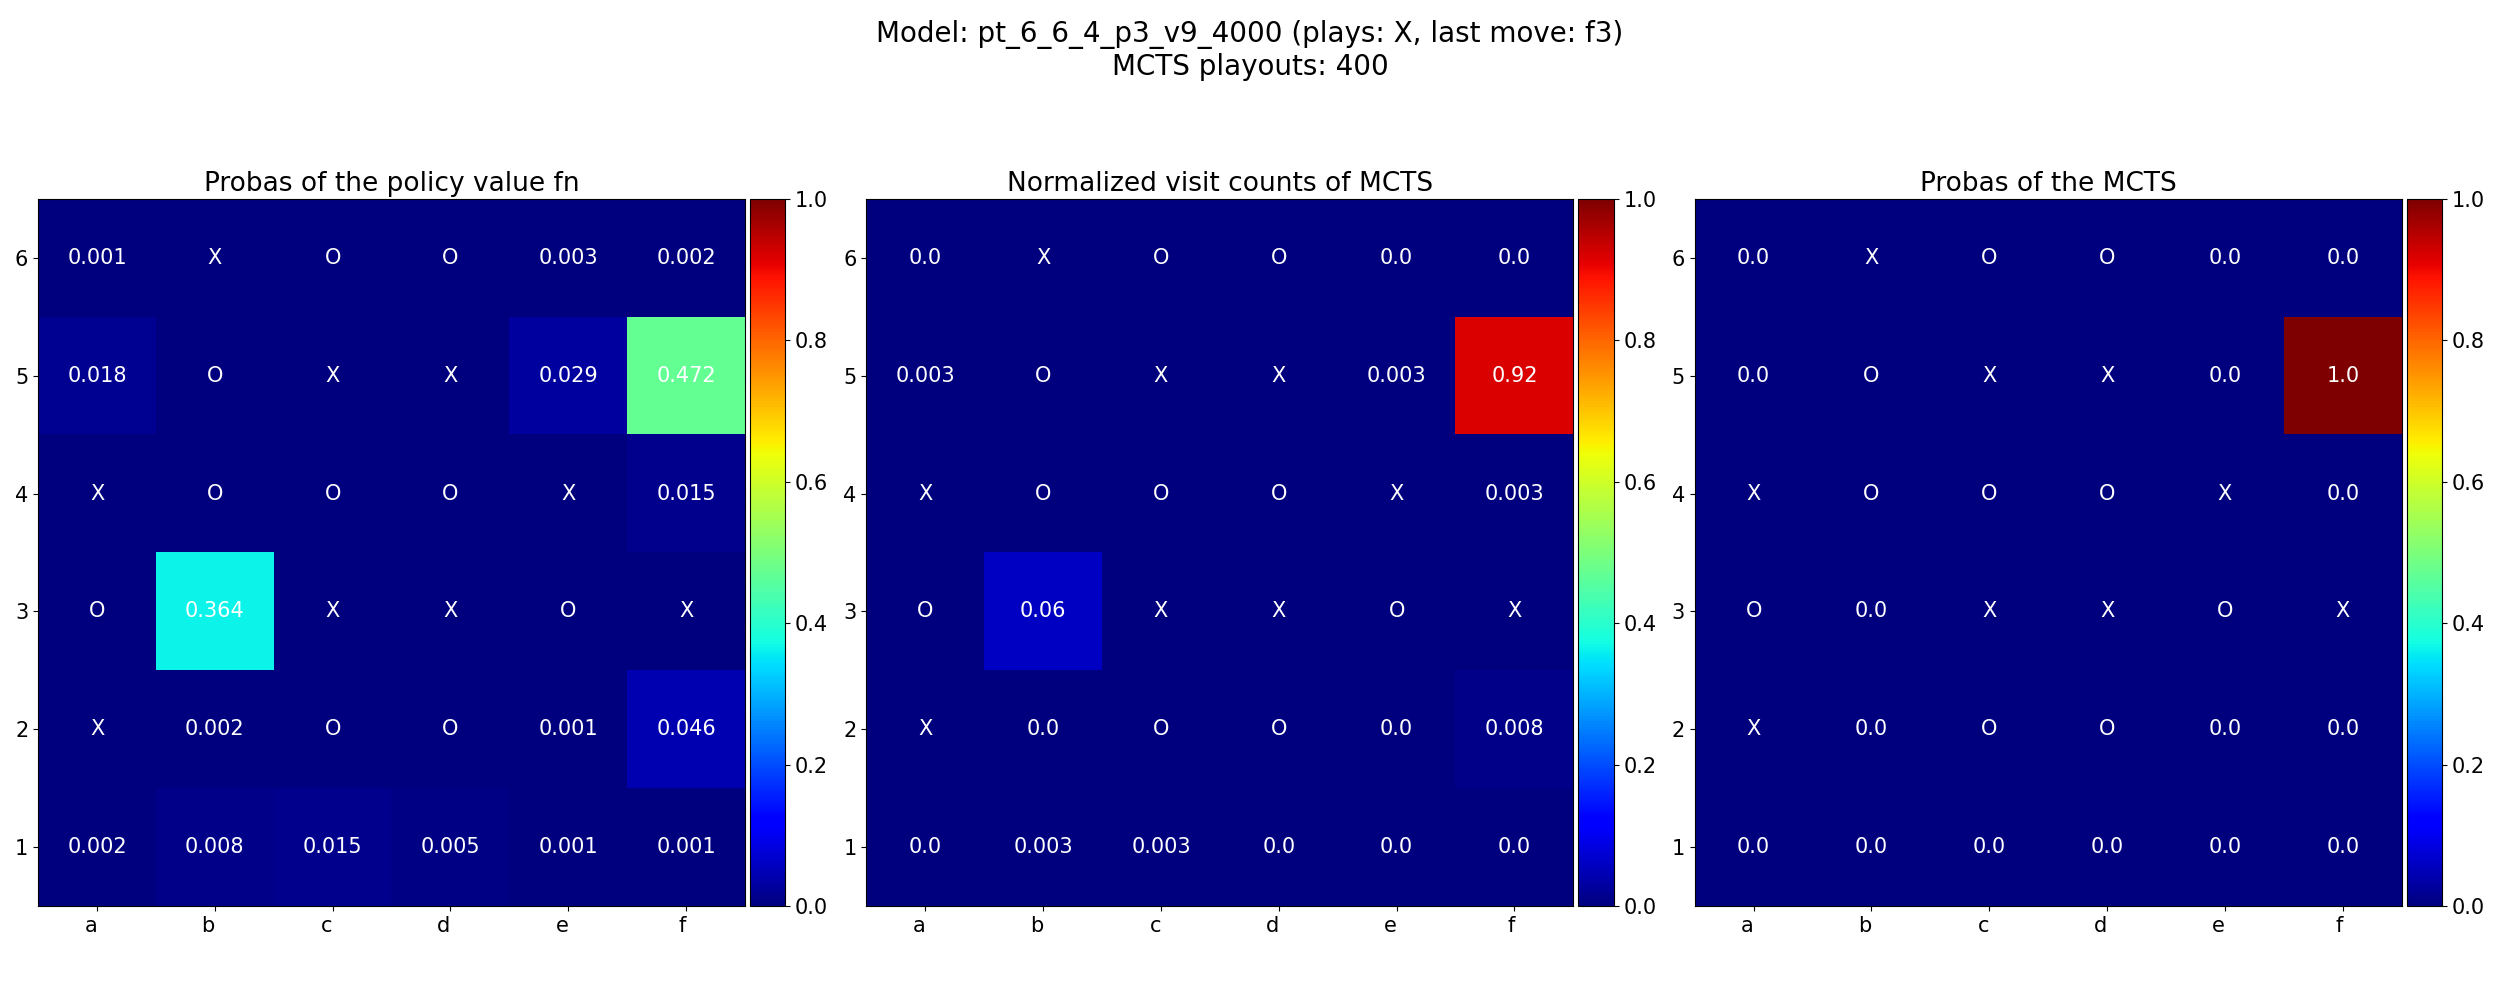 Model: pt_6_6_4_p3_v9_4000 (plays: X, last move: f3)
MCTS playouts: 400
Probas of the policy value fn
6 0.001 X O O 0.003 0.002
5 0.018 O X X 0.029 0.472
4 X O O O X 0.015
3 O 0.364 X X O X
2 X 0.002 O O 0.001 0.046
1 0.002 0.008 0.015 0.005 0.001 0.001
a b c d e f
1.0
0.8
0.6
0.4
0.2
0.0
Normalized visit counts of MCTS
6 0.0 X O O 0.0 0.0
5 0.003 O X X 0.003 0.92
4 X O O O X 0.003
3 O 0.06 X X O X
2 X 0.0 O O 0.0 0.008
1 0.0 0.003 0.003 0.0 0.0 0.0
a b c d e f
1.0
0.8
0.6
0.4
0.2
0.0
Probas of the MCTS
6 0.0 X O O 0.0 0.0
5 0.0 O X X 0.0 1.0
4 X O O O X 0.0
3 O 0.0 X X O X
2 X 0.0 O O 0.0 0.0
1 0.0 0.0 0.0 0.0 0.0 0.0
a b c d e f
1.0
0.8
0.6
0.4
0.2
0.0